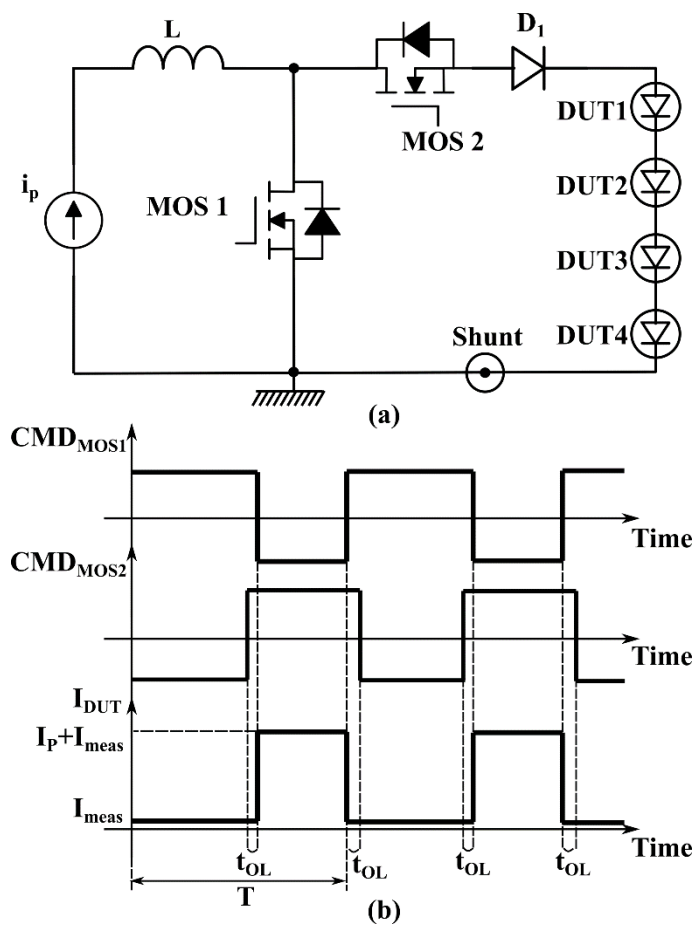 L
D1
MOS 2
DUT1
DUT2
DUT3
DUT4
ip
MOS 1
Shunt
(a)
CMDMOS1
Time
CMDMOS2
Time
IDUT
IP+Imeas
Imeas
Time
tOL tOL tOL tOL
T
(b)